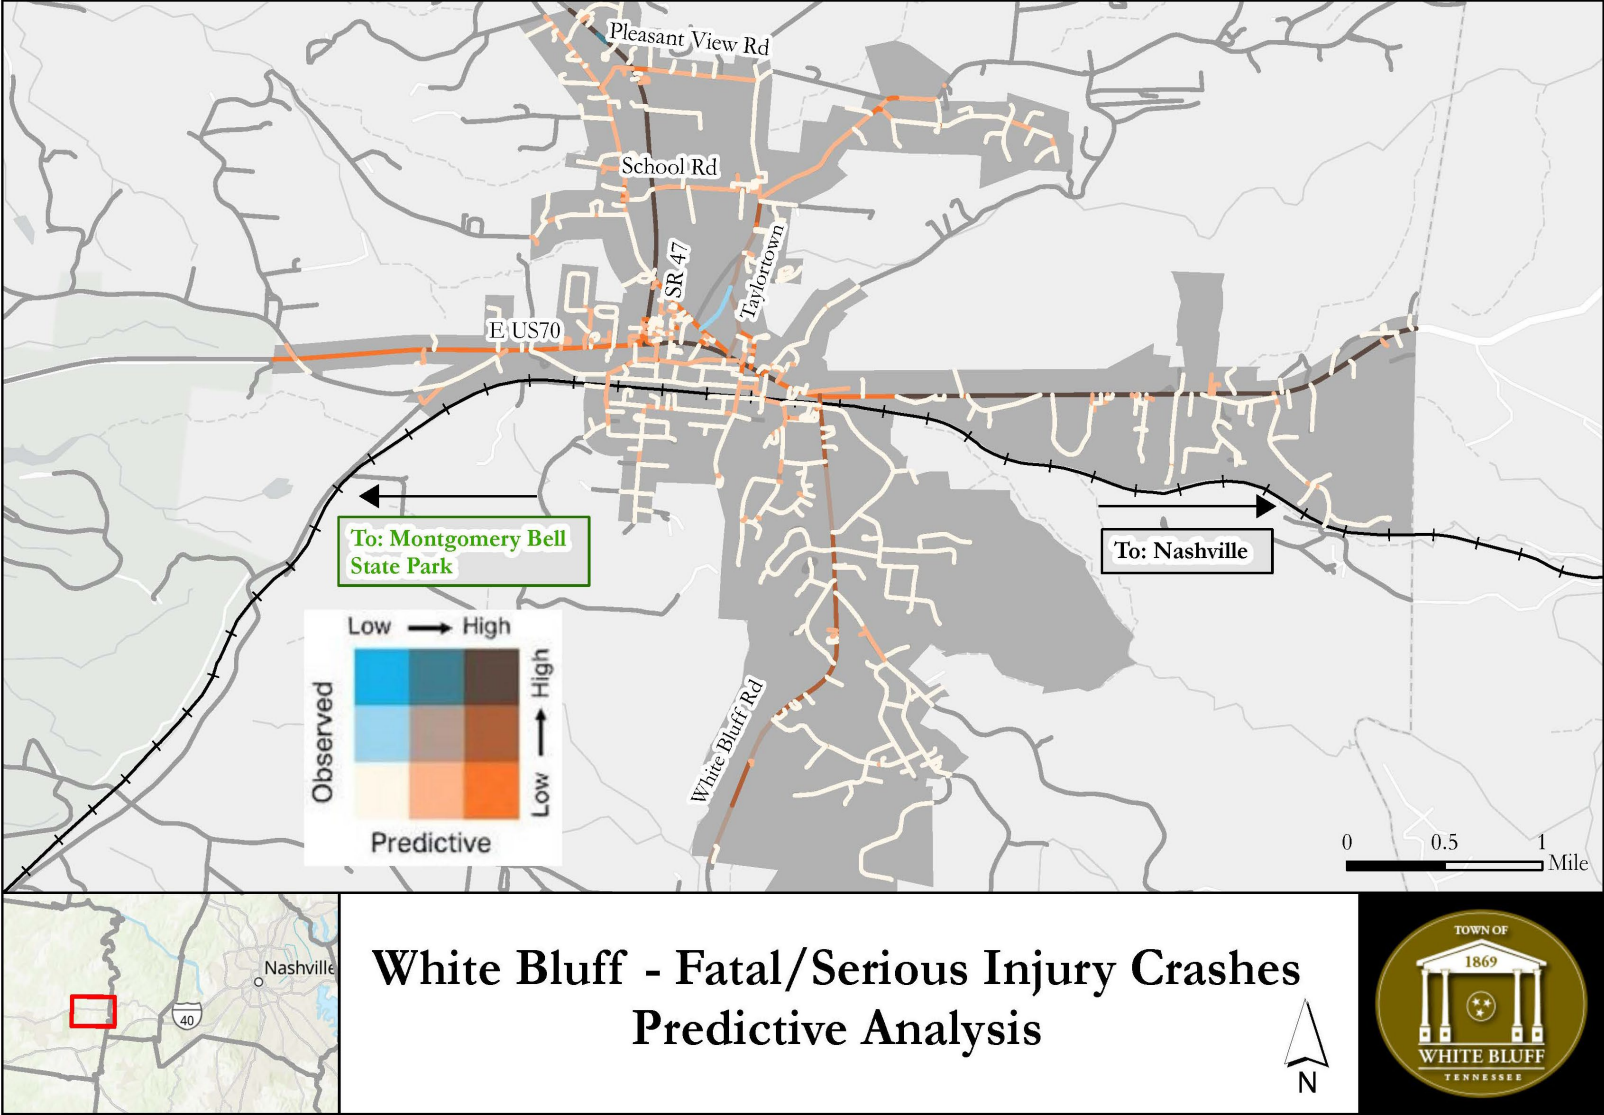 Pleasant View Rd
School Rd
SR 47
Taylortown
E US70
To: Montgomery Bell
State Park
To: Nashville
White Bluff Rd
Low High
Observed
High
Low
Predictive
0 0.5 1
Mile
Nashville
40
White Bluff - Fatal/Serious Injury Crashes
Predictive Analysis
N
TOWN OF
1869
WHITE BLUFF
TENNESSEE